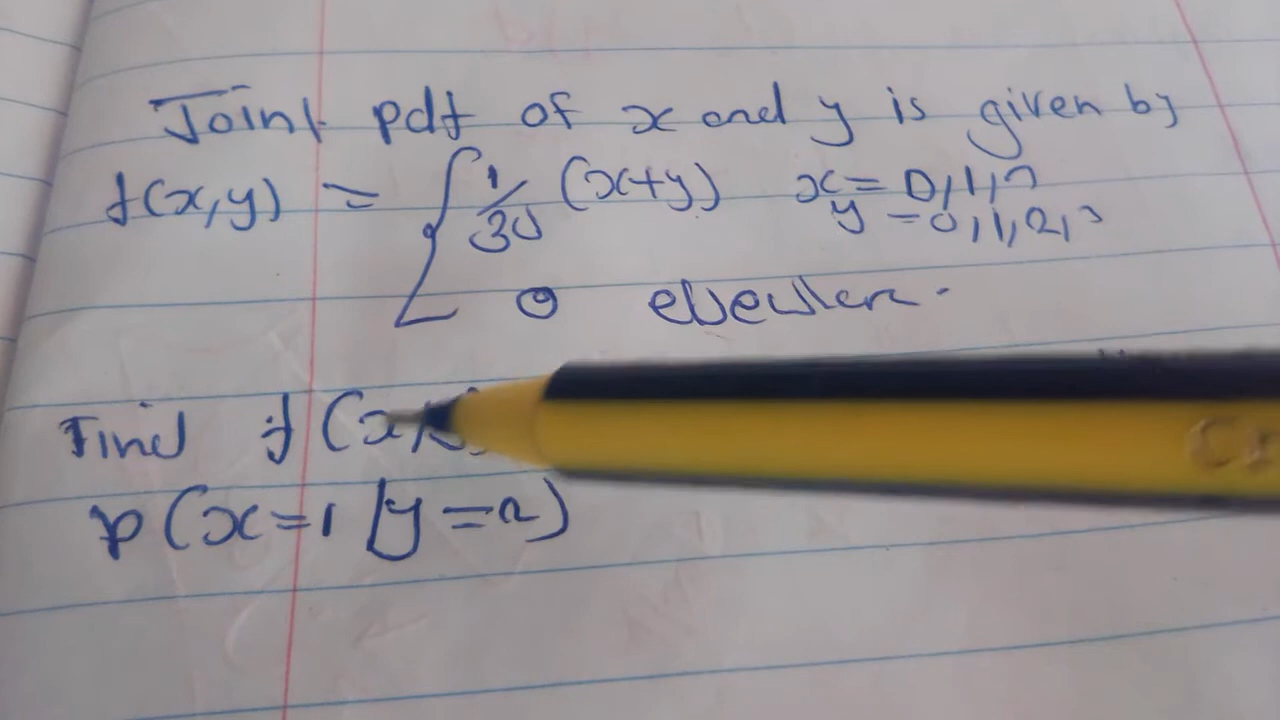 Joint pdf of x and y is given by
f(x,y) = { 1/30 (x+y) x = 0,1,2
y = 0,1,2,3
0
Find f(x
p(x=1 / y=2)